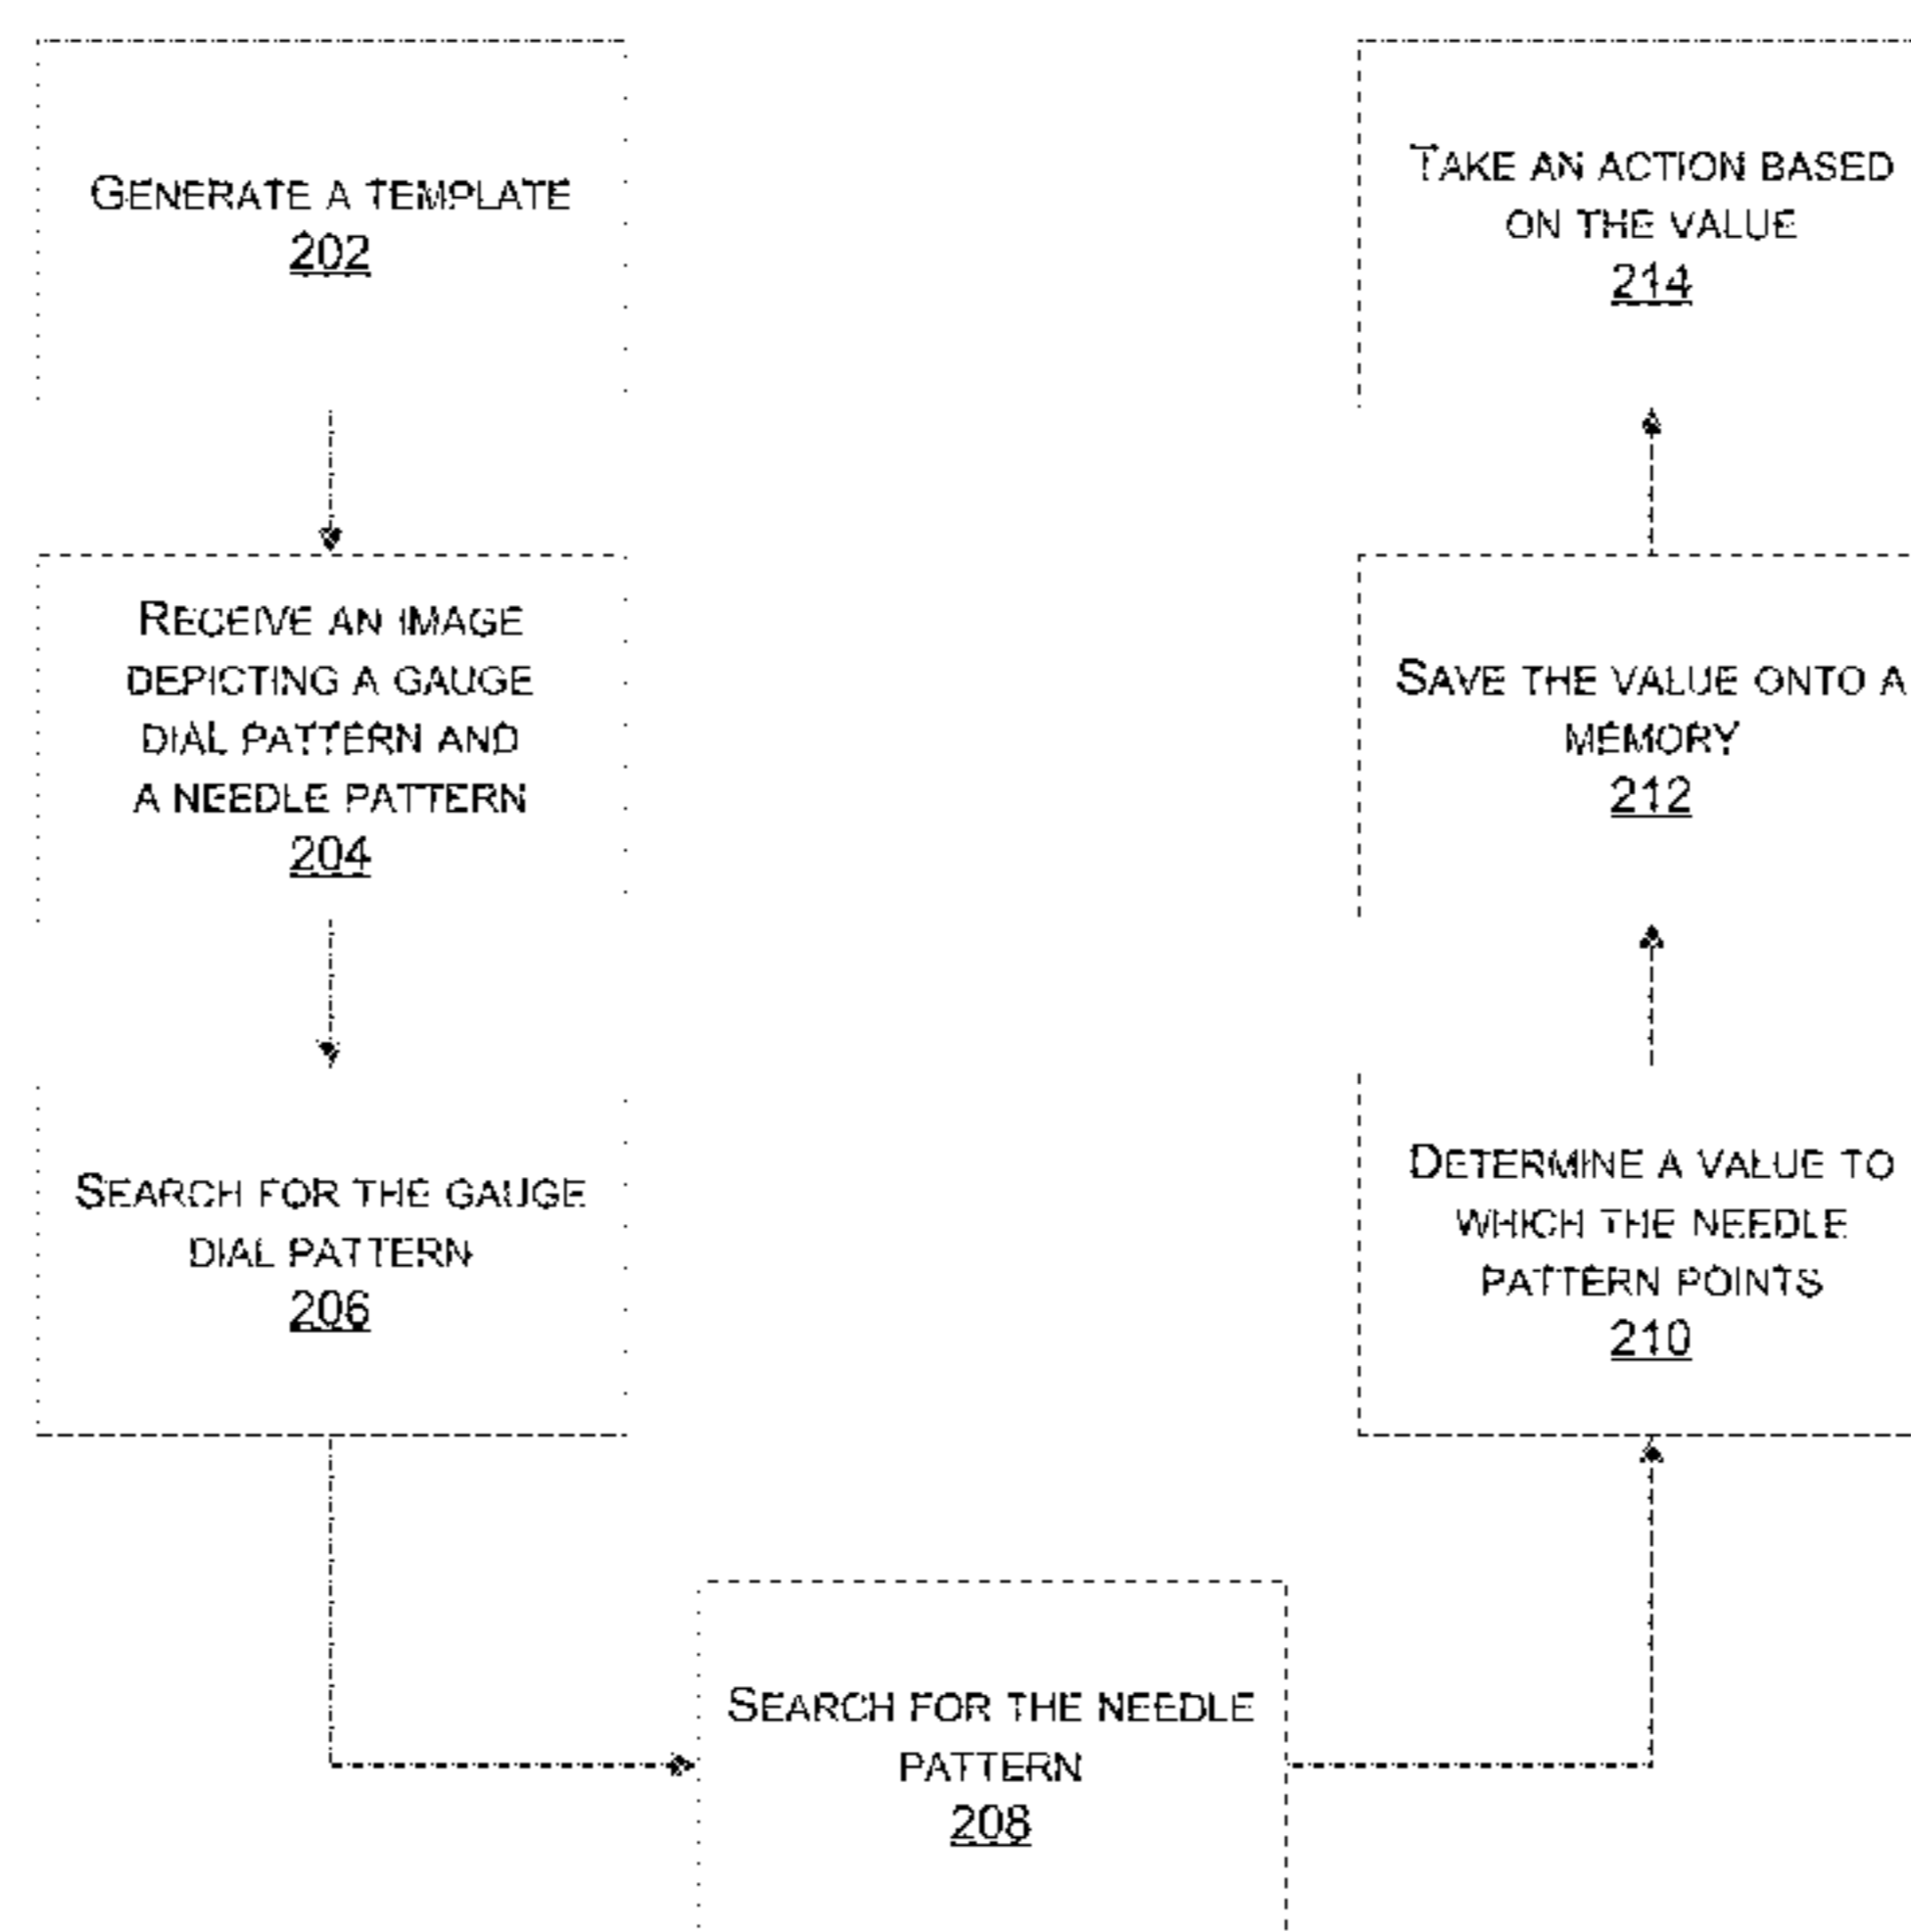 GENERATE A TEMPLATE
202
RECEIVE AN IMAGE
DEPICTING A GAUGE
DIAL PATTERN AND
A NEEDLE PATTERN
204
SEARCH FOR THE GAUGE
DIAL PATTERN
206
SEARCH FOR THE NEEDLE
PATTERN
208
DETERMINE A VALUE TO
WHICH THE NEEDLE
PATTERN POINTS
210
SAVE THE VALUE ONTO A
MEMORY
212
TAKE AN ACTION BASED
ON THE VALUE
214